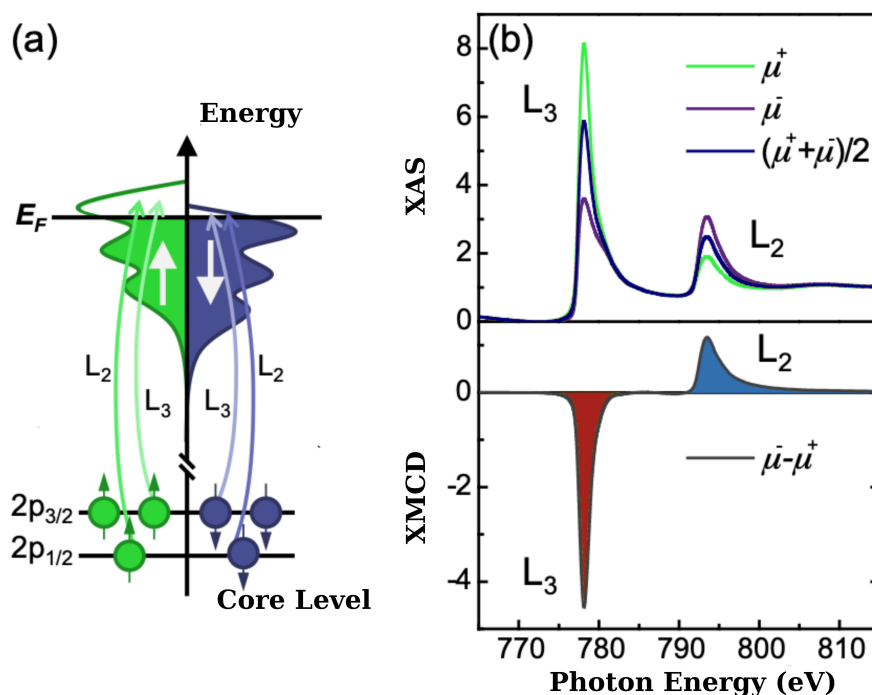 (a)
Energy
E_F
L₂
L₃
L₃
L₂
2p₃/₂
2p₁/₂
Core Level
(b)
8
6
4
2
0
XAS
L₃
μ⁺
μ⁻
(μ⁺+μ⁻)/2
L₂
0
-2
-4
XMCD
L₂
μ⁻-μ⁺
L₃
770 780 790 800 810
Photon Energy (eV)